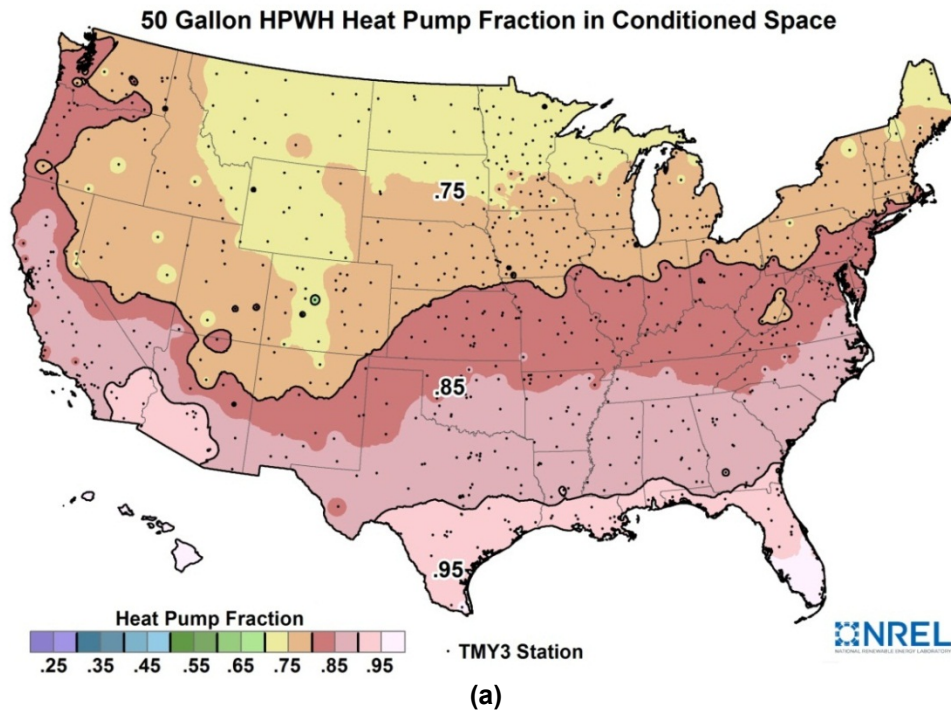 50 Gallon HPWH Heat Pump Fraction in Conditioned Space
.75
.85
.95
Heat Pump Fraction
.25 .35 .45 .55 .65 .75 .85 .95
· TMY3 Station
NREL
NATIONAL RENEWABLE ENERGY LABORATORY
(a)